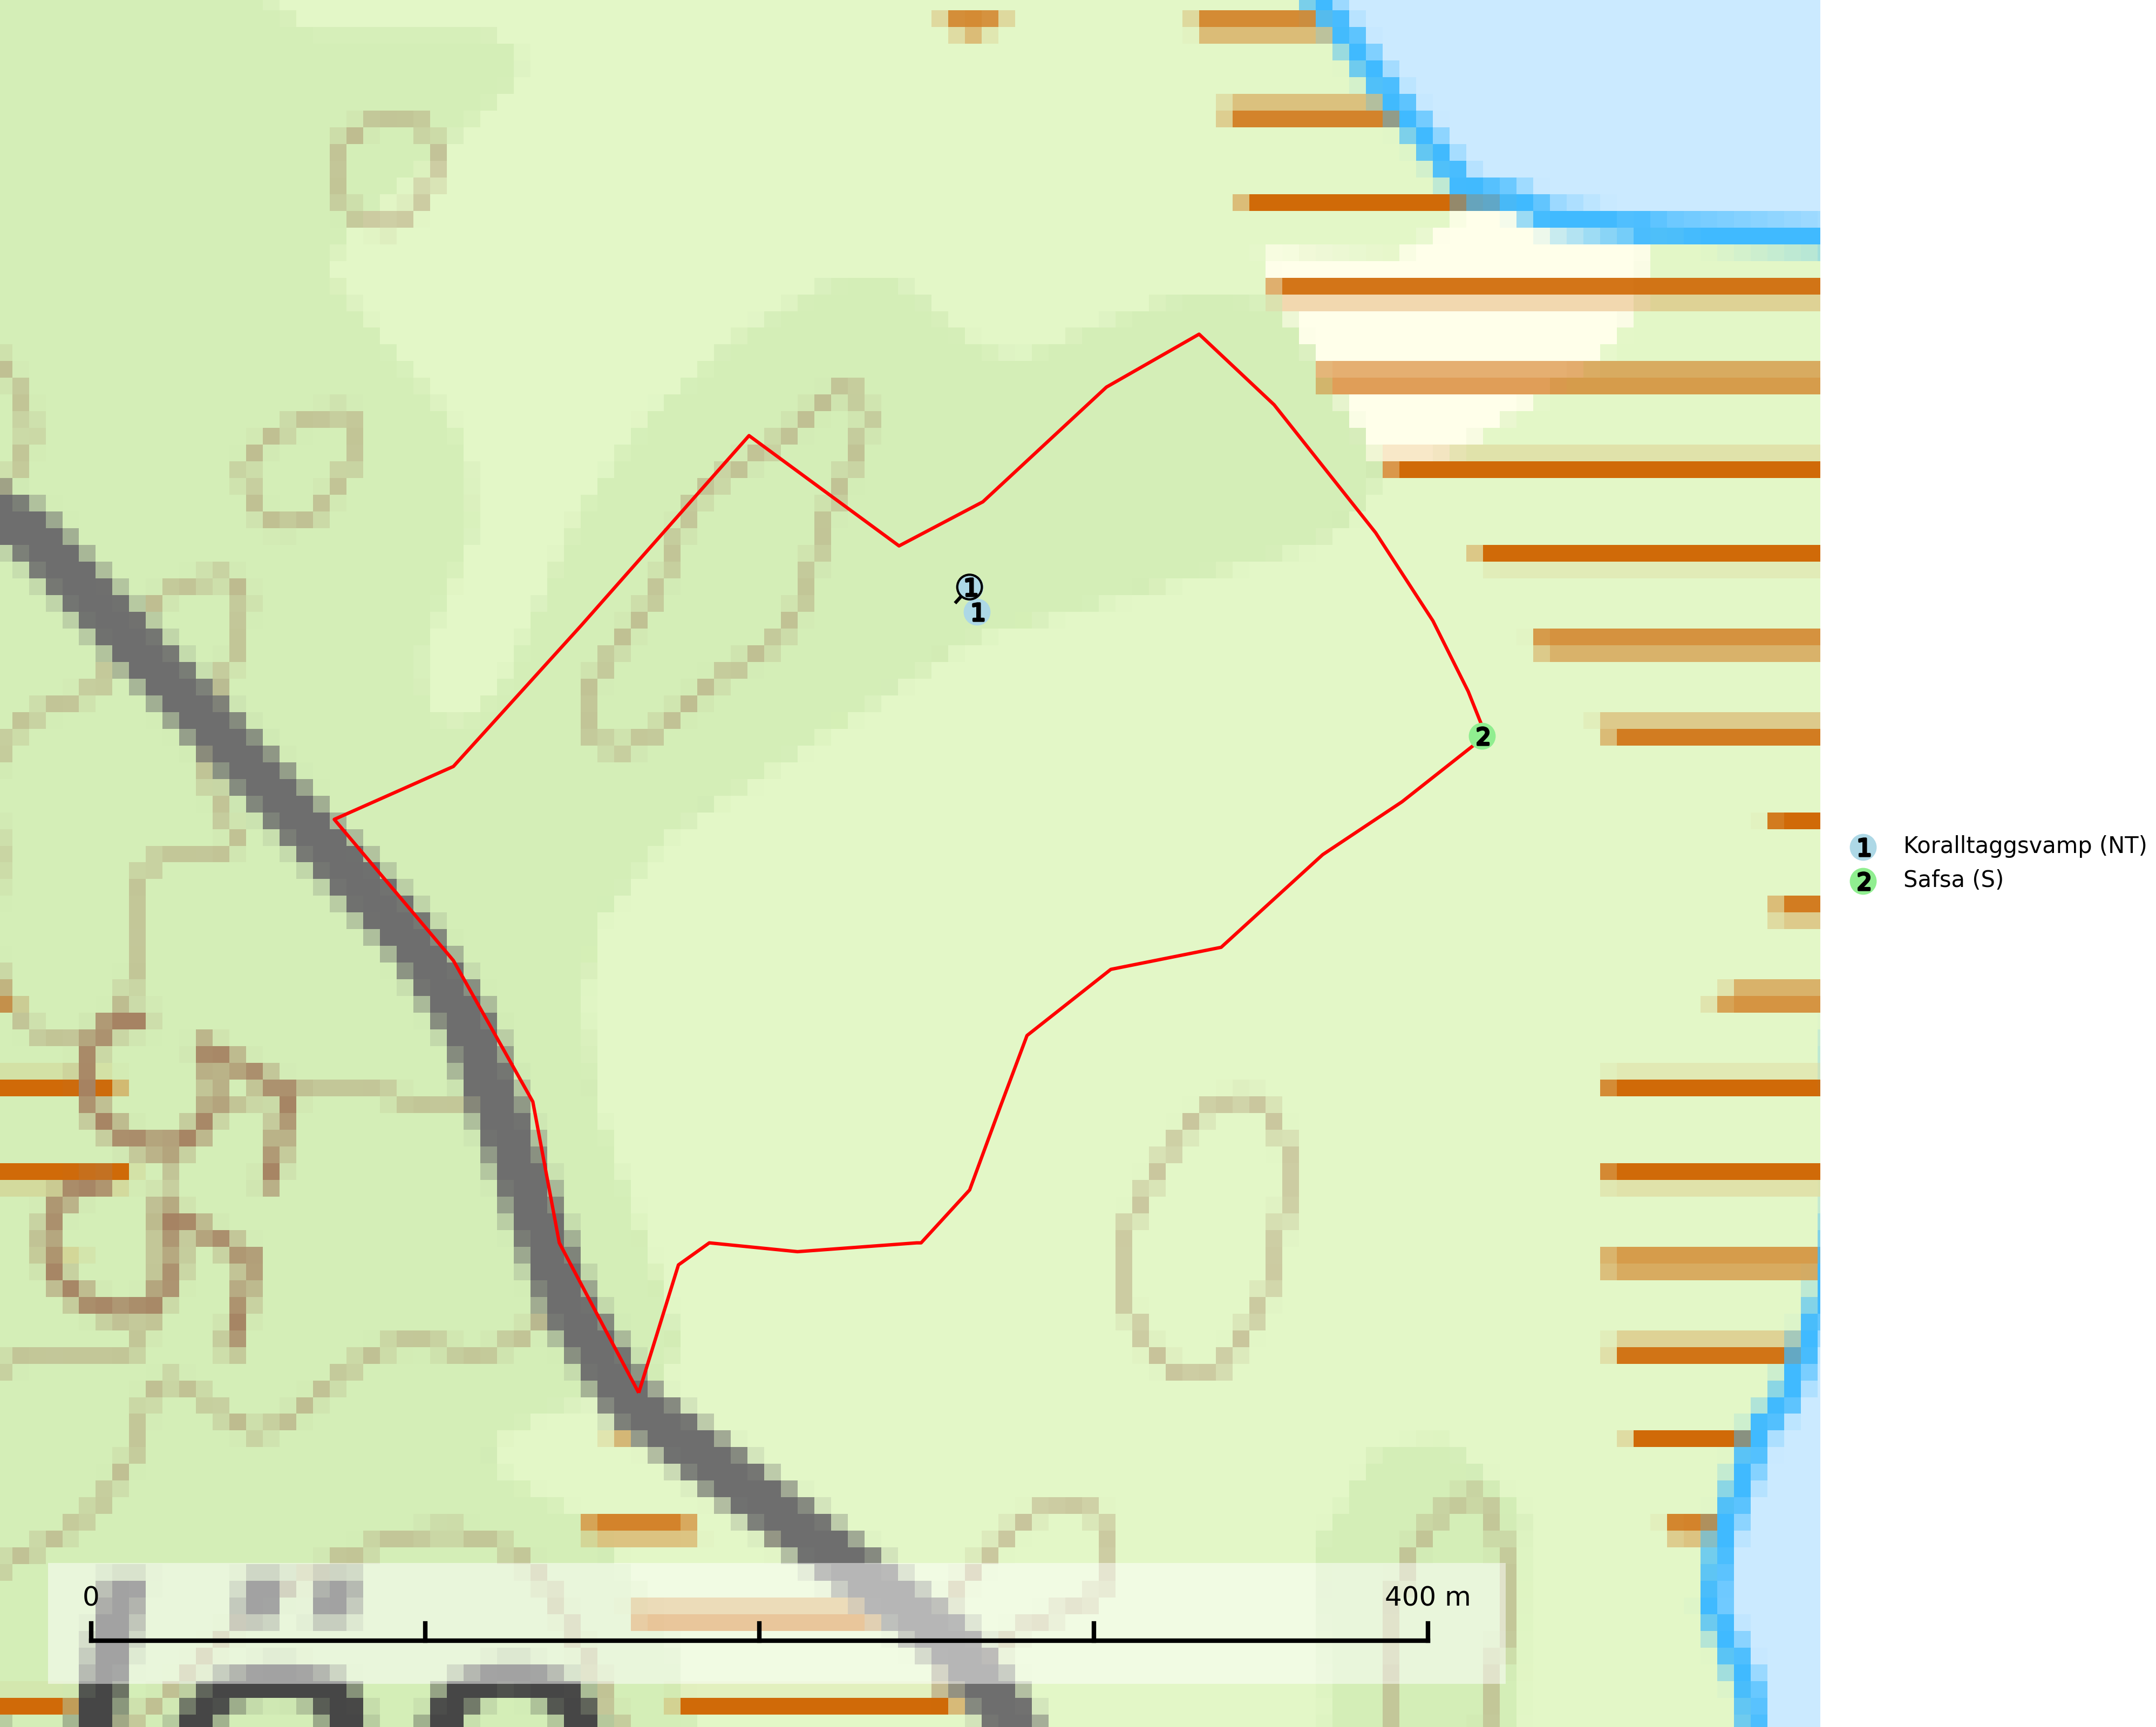 1
1
2
1 Koralltaggsvamp (NT)
2 Safsa (S)
0 400 m